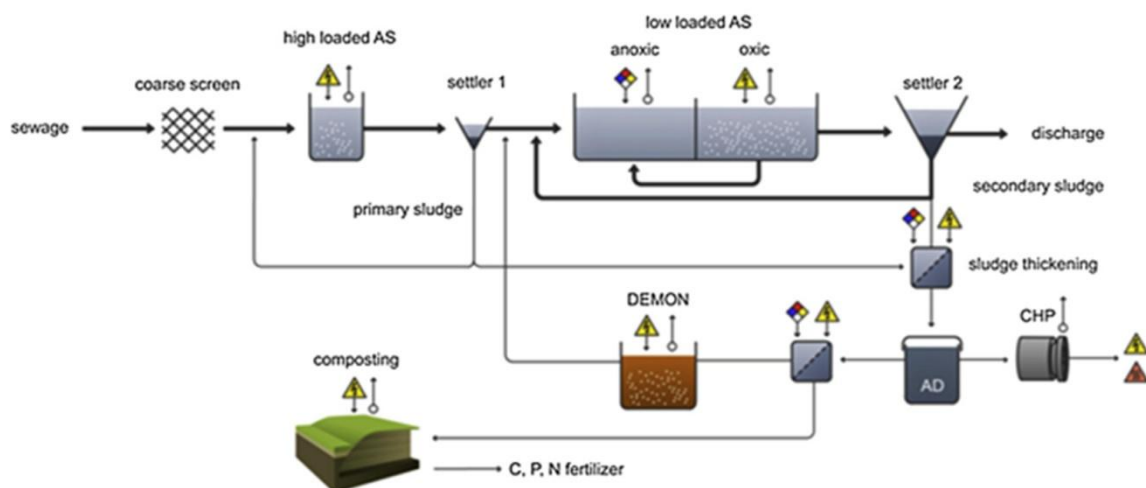 low loaded AS
high loaded AS
anoxic
oxic
coarse screen
settler 1
settler 2
sewage
discharge
primary sludge
secondary sludge
sludge thickening
DEMON
CHP
composting
AD
C, P, N fertilizer